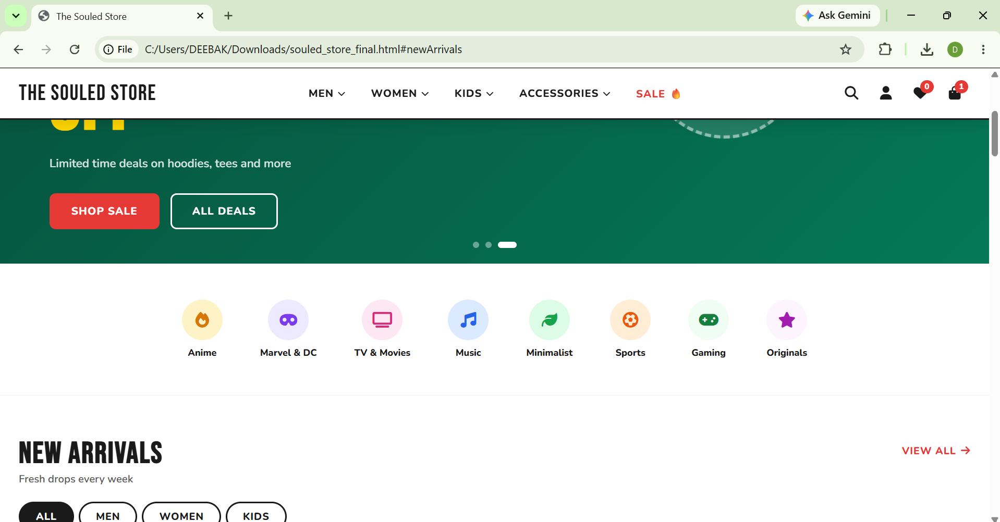 The Souled Store
Ask Gemini
File
C:/Users/DEEBAK/Downloads/souled_store_final.html#newArrivals
D
THE SOULED STORE
MEN
WOMEN
KIDS
ACCESSORIES
SALE 🔥
0
1
Limited time deals on hoodies, tees and more
SHOP SALE
ALL DEALS
Anime
Marvel & DC
TV & Movies
Music
Minimalist
Sports
Gaming
Originals
NEW ARRIVALS
VIEW ALL →
Fresh drops every week
ALL
MEN
WOMEN
KIDS